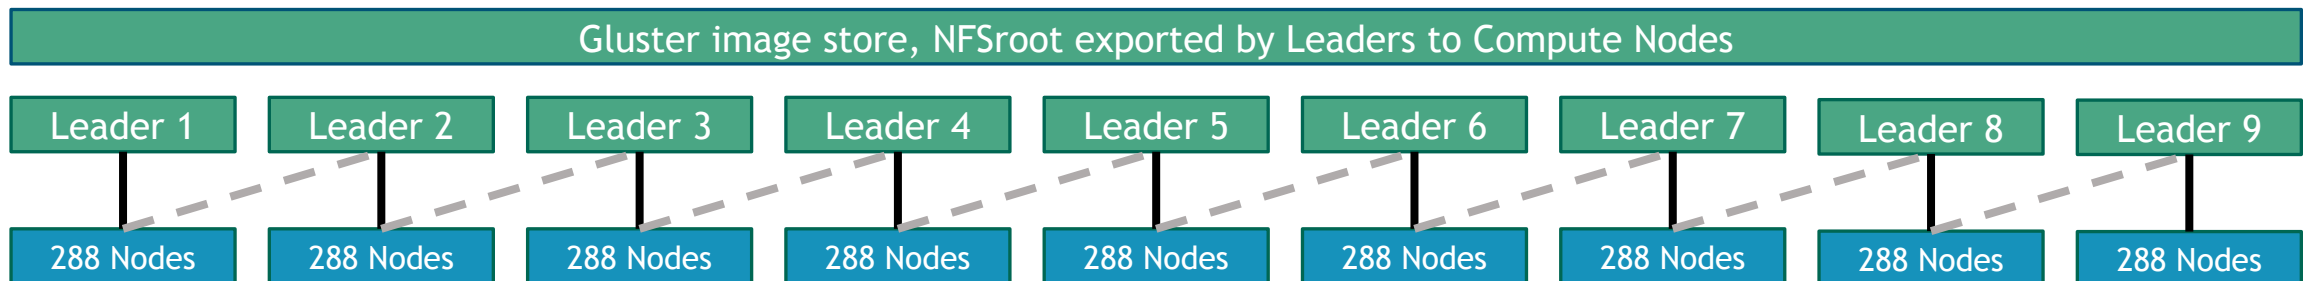 Gluster image store, NFSroot exported by Leaders to Compute Nodes
Leader 1
Leader 2
Leader 3
Leader 4
Leader 5
Leader 6
Leader 7
Leader 8
Leader 9
288 Nodes
288 Nodes
288 Nodes
288 Nodes
288 Nodes
288 Nodes
288 Nodes
288 Nodes
288 Nodes